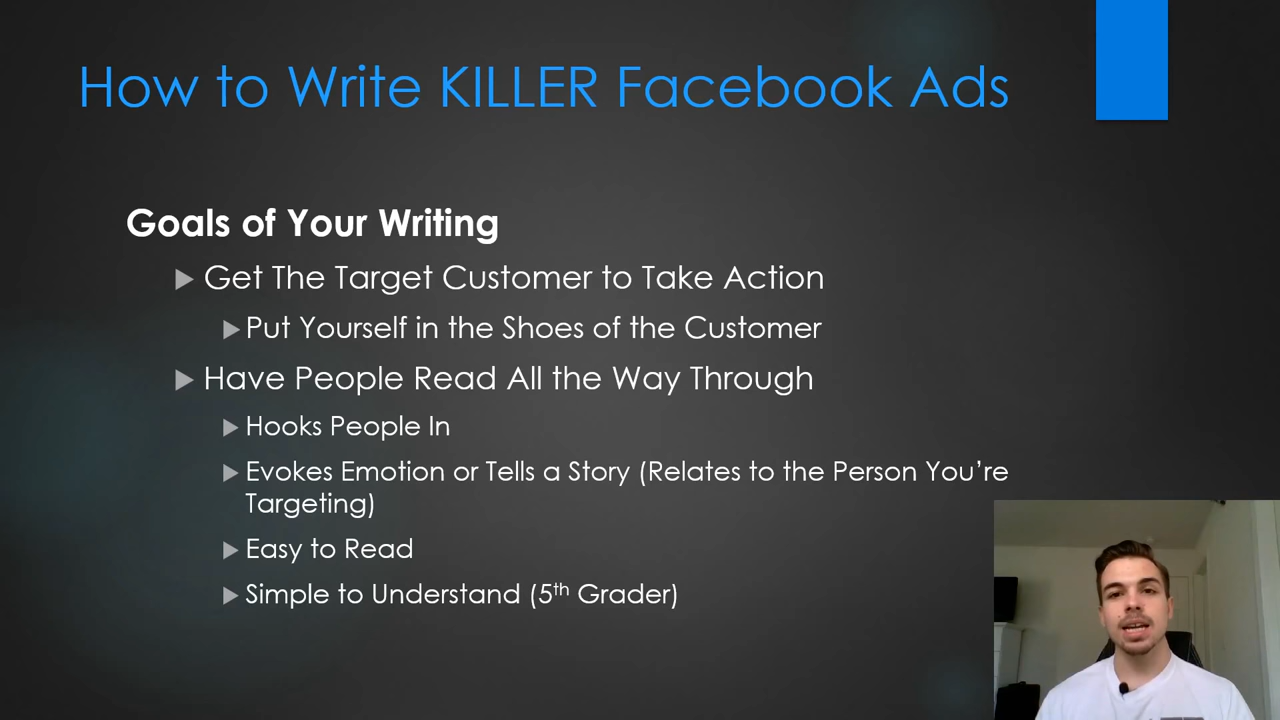 How to Write KILLER Facebook Ads
Goals of Your Writing
Get The Target Customer to Take Action
Put Yourself in the Shoes of the Customer
Have People Read All the Way Through
Hooks People In
Evokes Emotion or Tells a Story (Relates to the Person You're
Targeting)
Easy to Read
Simple to Understand (5th Grader)